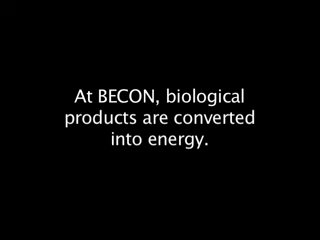 At BECON, biological
products are converted
into energy.